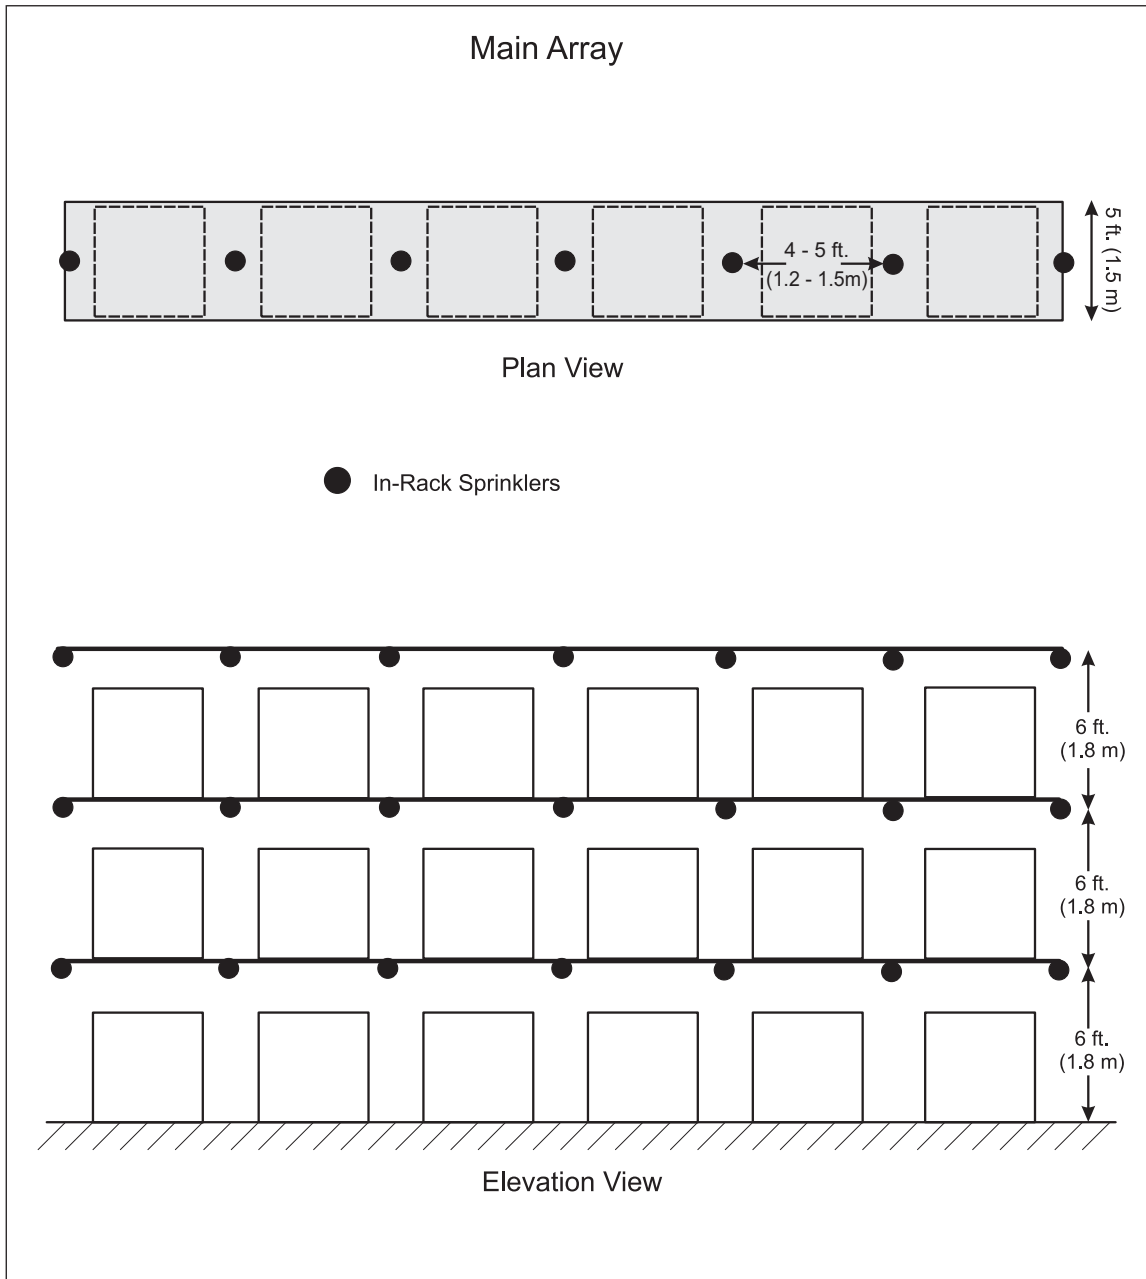 Main Array
4 - 5 ft.
(1.2 - 1.5m)
5 ft. (1.5 m)
Plan View
In-Rack Sprinklers
6 ft.
(1.8 m)
6 ft.
(1.8 m)
6 ft.
(1.8 m)
Elevation View